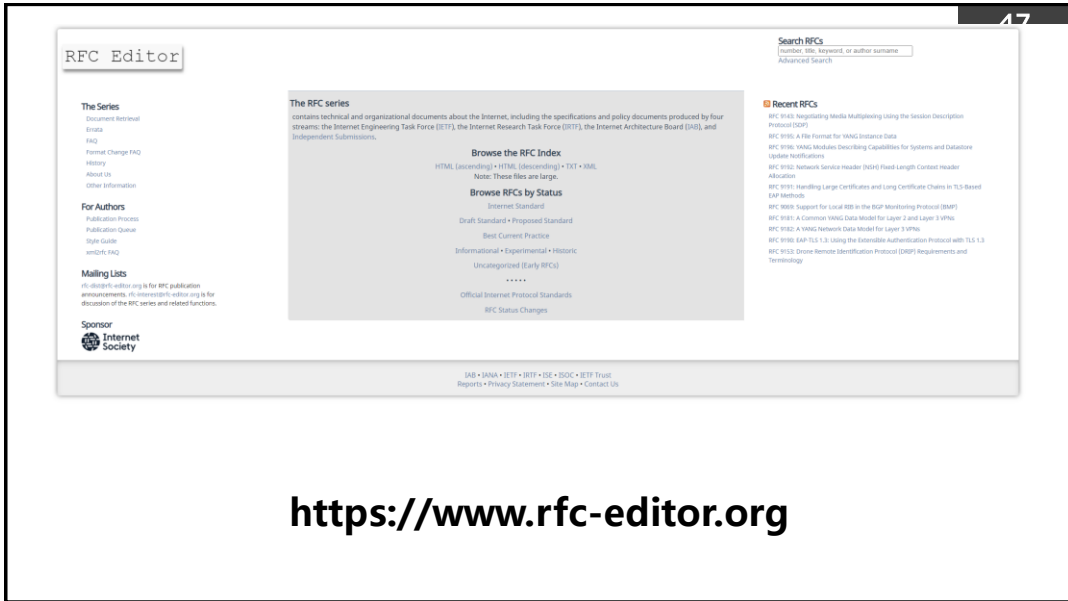 47
RFC Editor
Search RFCs
number, title, keyword, or author surname
Advanced Search
The Series
Document Retrieval
Errata
FAQ
Format Change FAQ
History
About Us
Other Information
For Authors
Publication Process
Publication Queue
Style Guide
xml2rfc FAQ
Mailing Lists
rfc-dist@rfc-editor.org is for RFC publication
announcements. rfc-interest@rfc-editor.org is for
discussion of the RFC series and related functions.
Sponsor
Internet
Society
The RFC series
contains technical and organizational documents about the Internet, including the specifications and policy documents produced by four
streams: the Internet Engineering Task Force (IETF), the Internet Research Task Force (IRTF), the Internet Architecture Board (IAB), and
Independent Submissions.
Browse the RFC Index
HTML (ascending) • HTML (descending) • TXT • XML
Note: These files are large.
Browse RFCs by Status
Internet Standard
Draft Standard • Proposed Standard
Best Current Practice
Informational • Experimental • Historic
Uncategorized (Early RFCs)
• • • • •
Official Internet Protocol Standards
RFC Status Changes
Recent RFCs
RFC 9143: Negotiating Media Multiplexing Using the Session Description
Protocol (SDP)
RFC 9195: A File Format for YANG Instance Data
RFC 9196: YANG Modules Describing Capabilities for Systems and Datastore
Update Notifications
RFC 9192: Network Service Header (NSH) Fixed-Length Context Header
Allocation
RFC 9191: Handling Large Certificates and Long Certificate Chains in TLS-Based
EAP Methods
RFC 9069: Support for Local RIB in the BGP Monitoring Protocol (BMP)
RFC 9181: A Common YANG Data Model for Layer 2 and Layer 3 VPNs
RFC 9182: A YANG Network Data Model for Layer 3 VPNs
RFC 9190: EAP-TLS 1.3: Using the Extensible Authentication Protocol with TLS 1.3
RFC 9153: Drone Remote Identification Protocol (DRIP) Requirements and
Terminology
IAB • IANA • IETF • IRTF • ISE • ISOC • IETF Trust
Reports • Privacy Statement • Site Map • Contact Us
https://www.rfc-editor.org